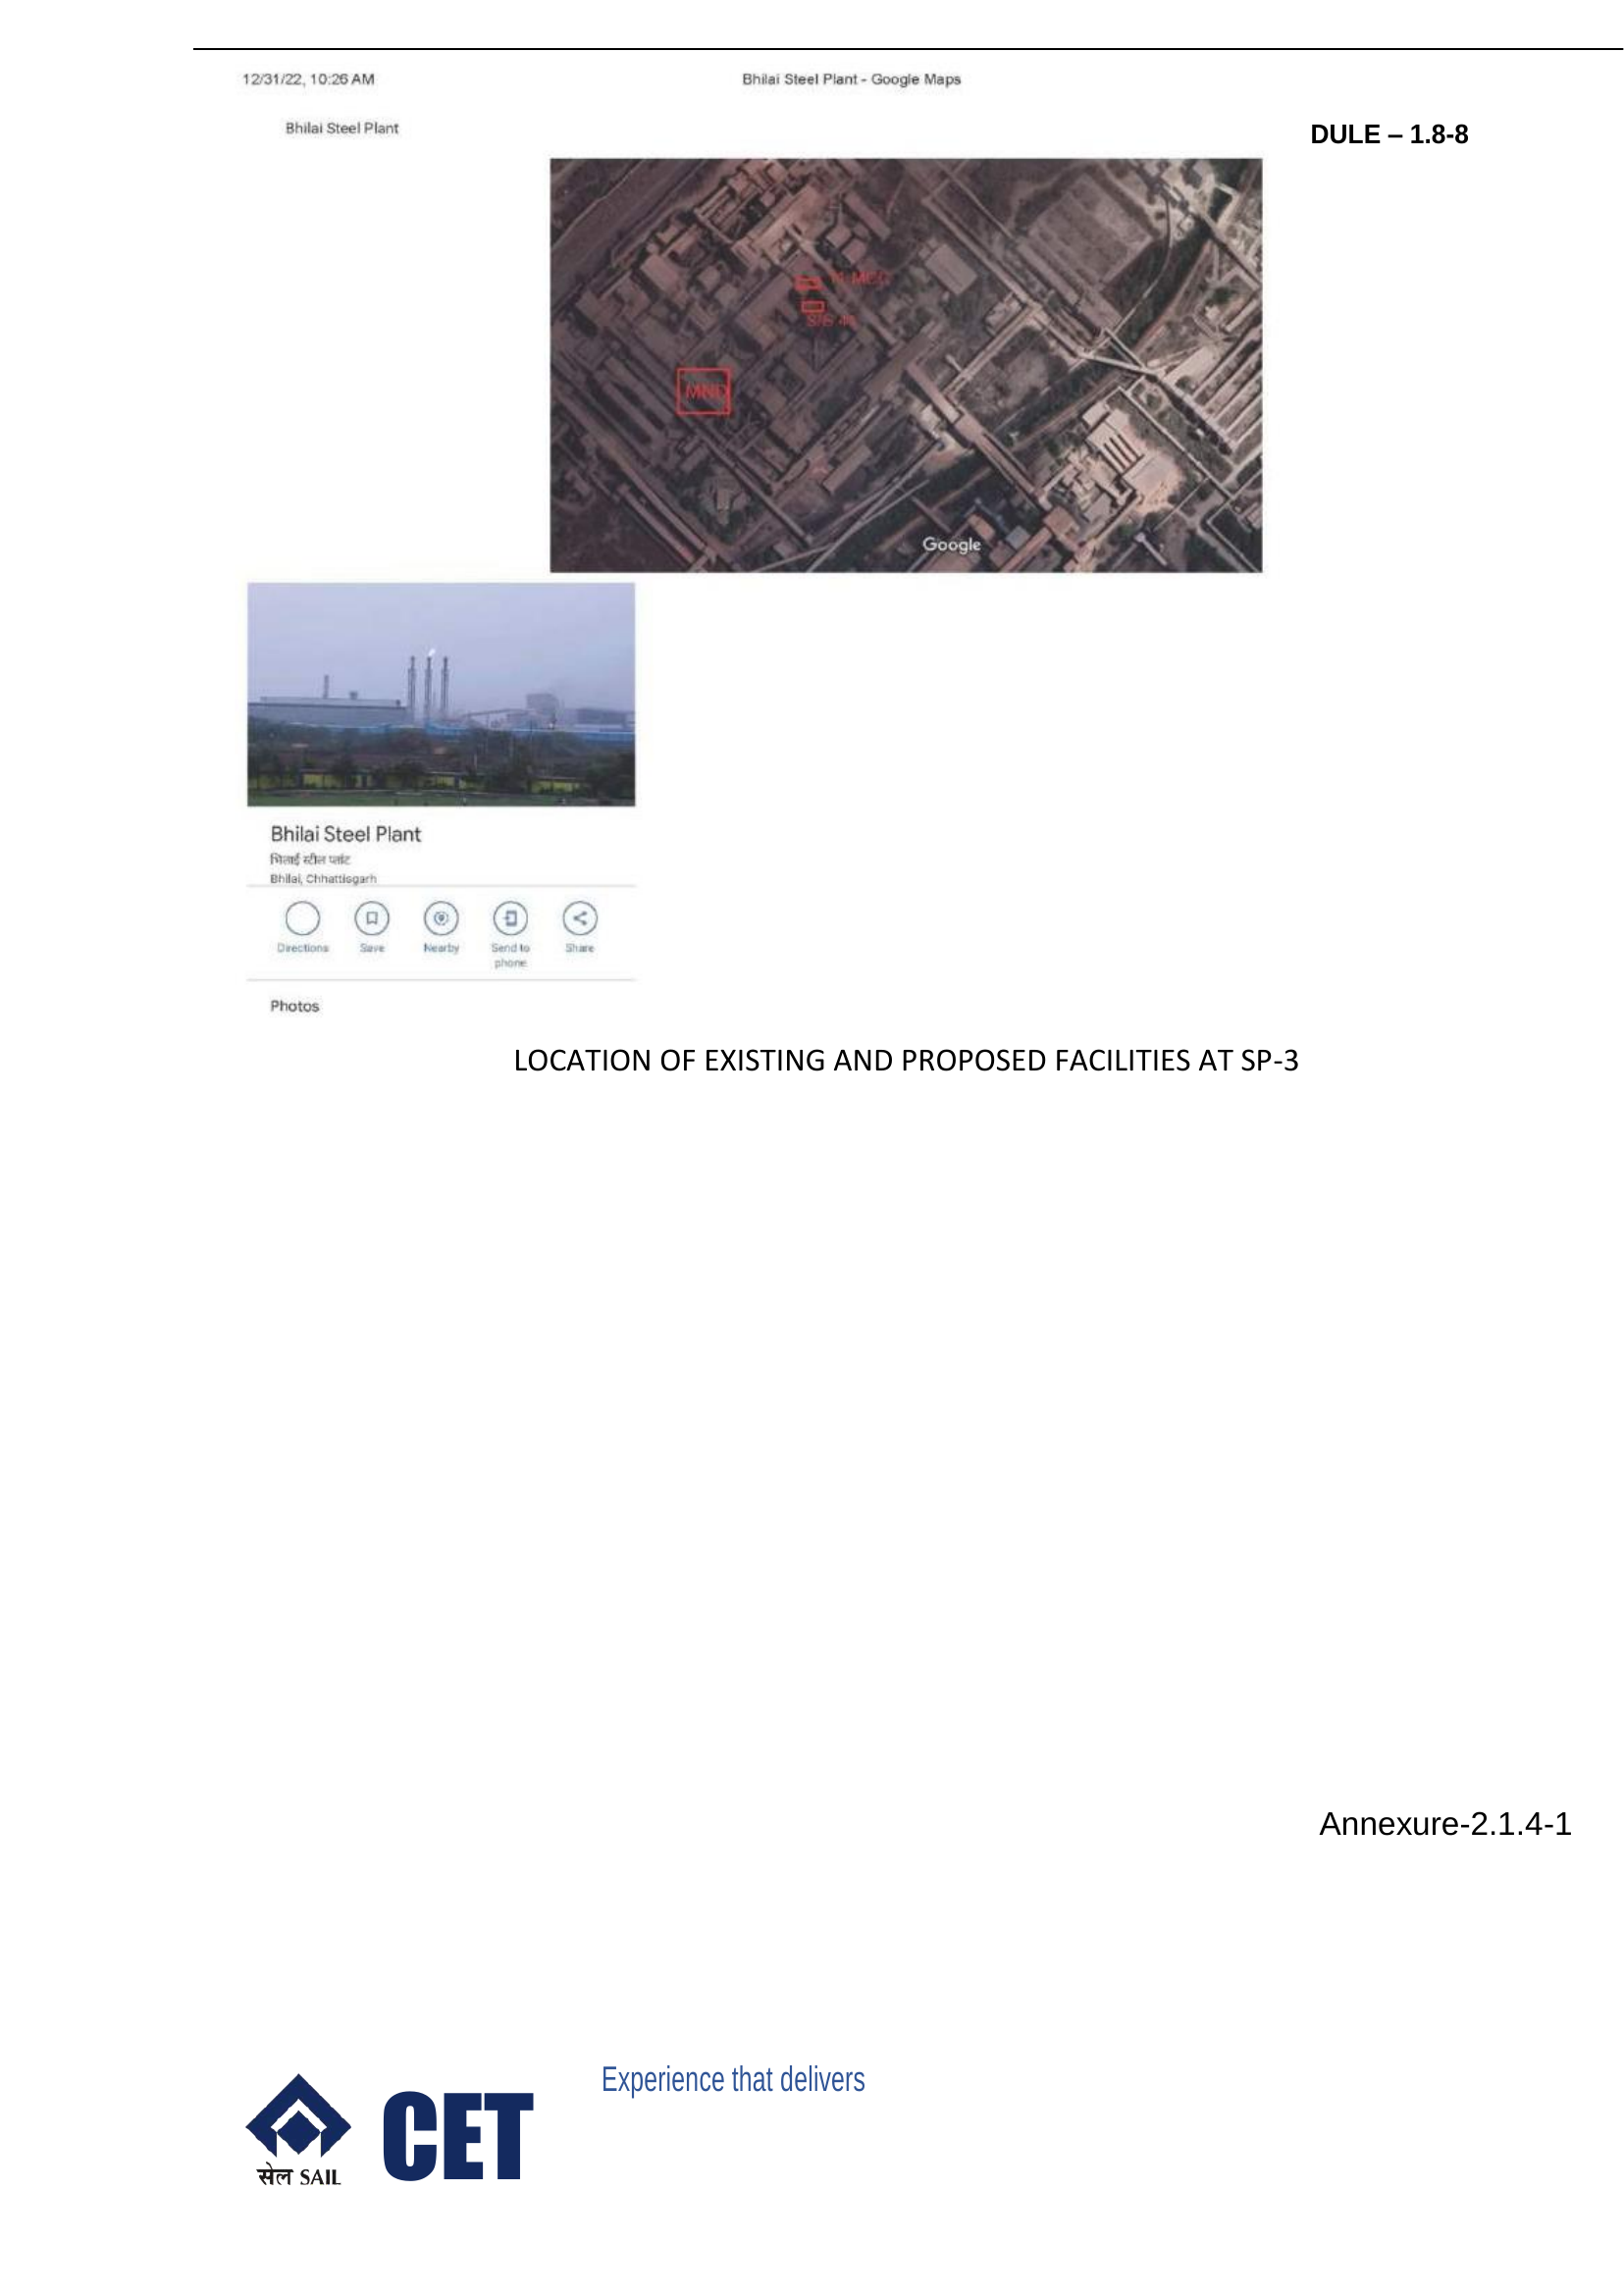 12/31/22, 10:26 AM
Bhilai Steel Plant - Google Maps
Bhilai Steel Plant
DULE – 1.8-8
MND
Google
Bhilai Steel Plant
भिलाई स्टील प्लांट
Bhilai, Chhattisgarh
Directions
Save
Nearby
Send to
phone
Share
Photos
LOCATION OF EXISTING AND PROPOSED FACILITIES AT SP-3
Annexure-2.1.4-1
Experience that delivers
CET
सेल SAIL